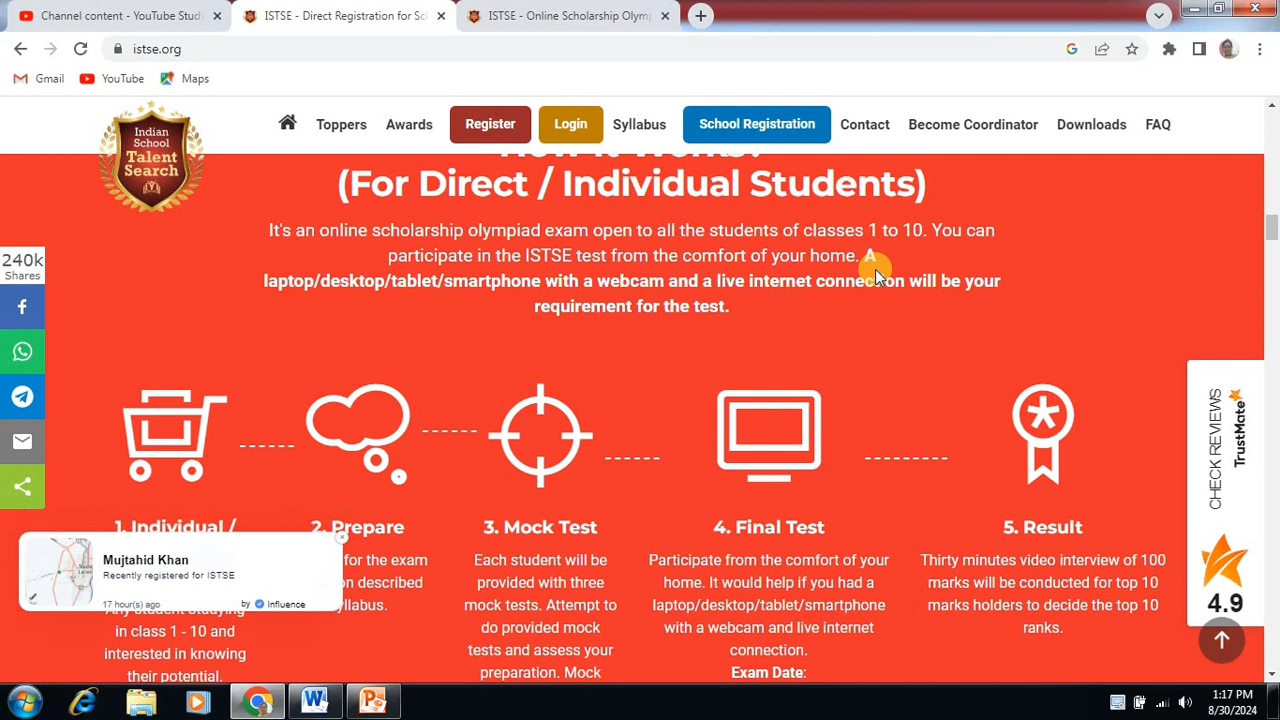 Channel content - YouTube Studi
ISTSE - Direct Registration for Sc
ISTSE - Online Scholarship Olymp
istse.org
Gmail
YouTube
Maps
Indian
School
Talent
Search
Toppers
Awards
Register
Login
Syllabus
School Registration
Contact
Become Coordinator
Downloads
FAQ
How It Works?
(For Direct / Individual Students)
It's an online scholarship olympiad exam open to all the students of classes 1 to 10. You can
participate in the ISTSE test from the comfort of your home. A
laptop/desktop/tablet/smartphone with a webcam and a live internet connection will be your
requirement for the test.
240k
Shares
CHECK REVIEWS
TrustMate
4.9
1. Individual /
Any student studying
in class 1 - 10 and
interested in knowing
their potential.
2. Prepare
for the exam
on described
yllabus.
3. Mock Test
Each student will be
provided with three
mock tests. Attempt to
do provided mock
tests and assess your
preparation. Mock
4. Final Test
Participate from the comfort of your
home. It would help if you had a
laptop/desktop/tablet/smartphone
with a webcam and live internet
connection.
Exam Date:
5. Result
Thirty minutes video interview of 100
marks will be conducted for top 10
marks holders to decide the top 10
ranks.
Mujtahid Khan
Recently registered for ISTSE
17 hour(s) ago
by Influence
1:17 PM
8/30/2024